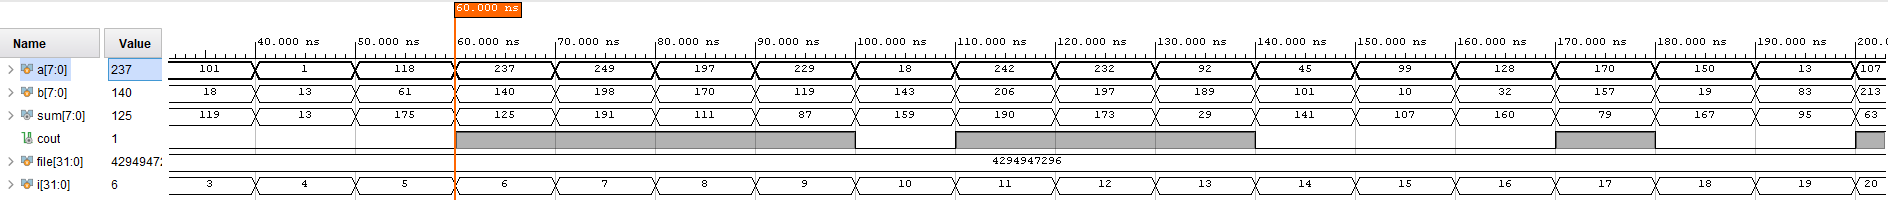 60.000 ns
Name Value 40.000 ns 50.000 ns 60.000 ns 70.000 ns 80.000 ns 90.000 ns 100.000 ns 110.000 ns 120.000 ns 130.000 ns 140.000 ns 150.000 ns 160.000 ns 170.000 ns 180.000 ns 190.000 ns 200.0
a[7:0] 237 101 1 118 237 249 197 229 18 242 232 92 45 99 128 170 150 13 107
b[7:0] 140 18 13 61 140 198 170 119 143 206 197 189 101 10 32 157 19 83 213
sum[7:0] 125 119 13 175 125 191 111 87 159 190 173 29 141 107 160 79 167 95 63
cout 1
file[31:0] 42949472 4294947296
i[31:0] 6 3 4 5 6 7 8 9 10 11 12 13 14 15 16 17 18 19 20